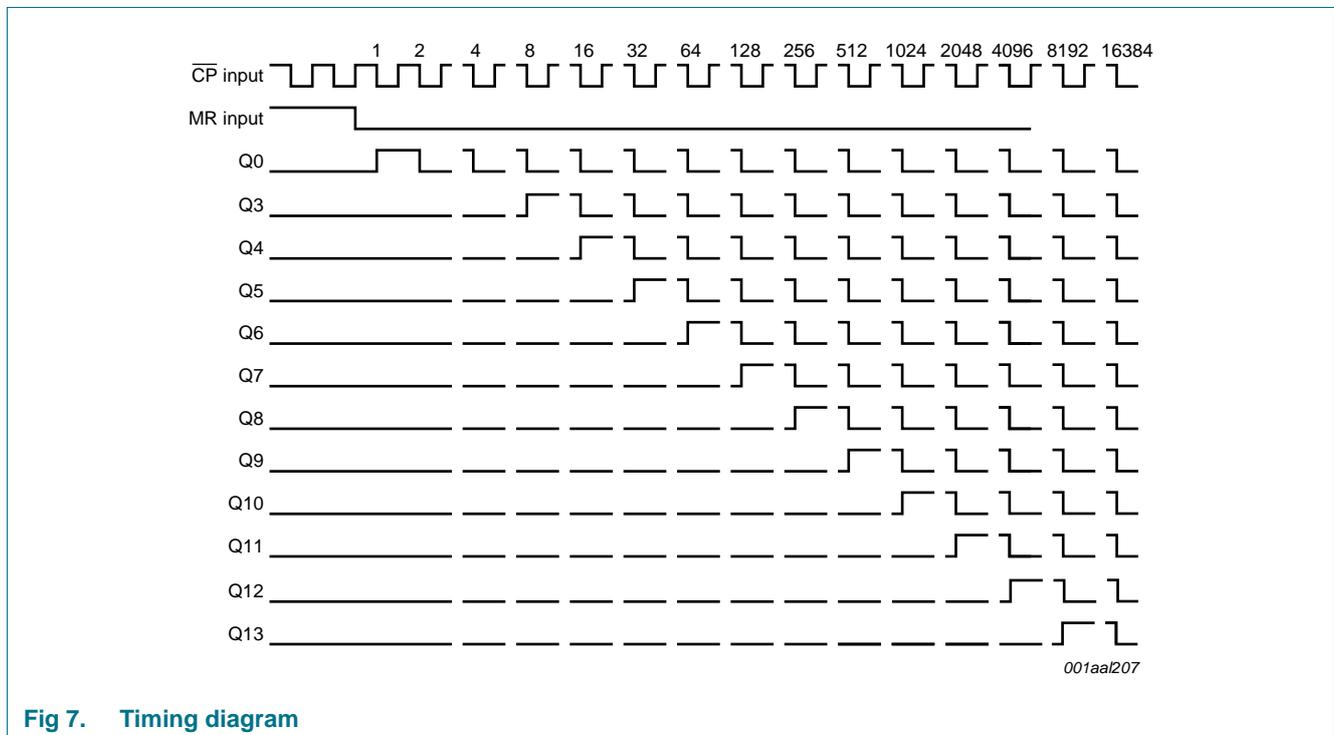 1 2 4 8 16 32 64 128 256 512 1024 2048 4096 8192 16384
CP input
MR input
Q0
Q3
Q4
Q5
Q6
Q7
Q8
Q9
Q10
Q11
Q12
Q13
001aal207
Fig 7. Timing diagram